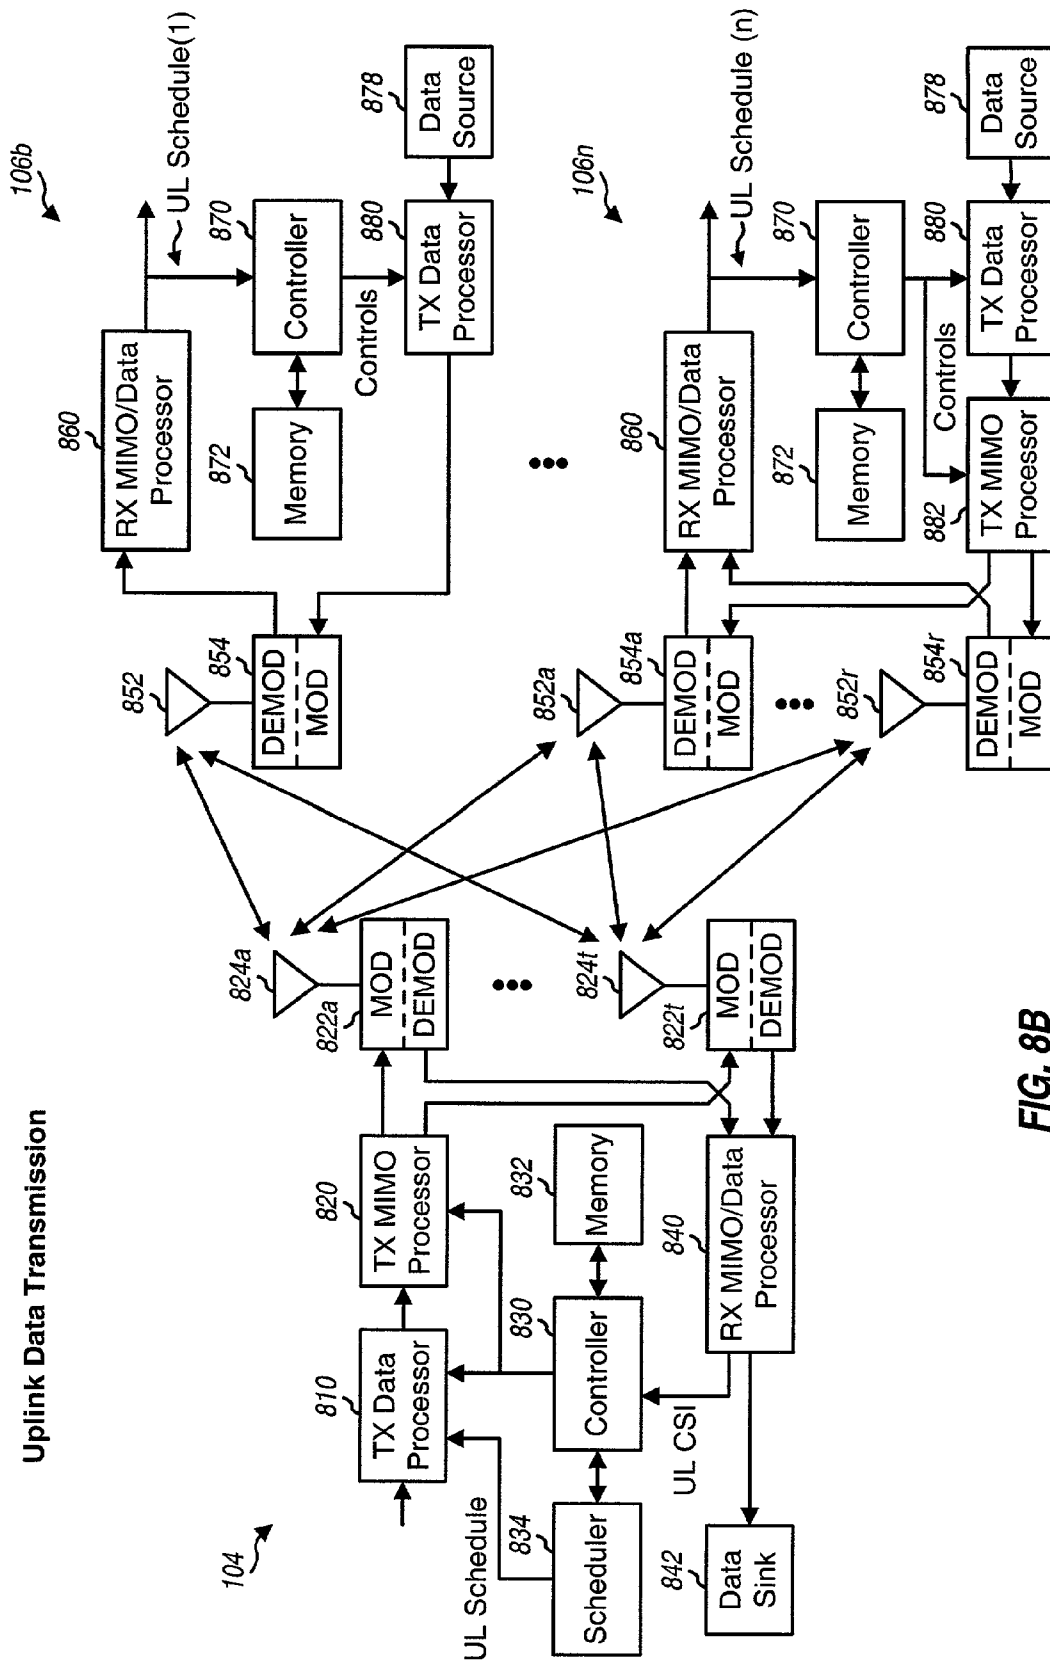 Uplink Data Transmission
104
UL Schedule
810
TX Data
Processor
820
TX MIMO
Processor
822a
MOD
DEMOD
824a
834
Scheduler
830
Controller
832
Memory
UL CSI
842
Data
Sink
840
RX MIMO/Data
Processor
822t
MOD
DEMOD
824t
106b
852
854
DEMOD
MOD
860
RX MIMO/Data
Processor
UL Schedule(1)
872
Memory
870
Controller
Controls
880
TX Data
Processor
878
Data
Source
106n
852a
854a
DEMOD
MOD
860
RX MIMO/Data
Processor
UL Schedule (n)
872
Memory
870
Controller
Controls
852r
854r
DEMOD
MOD
882
TX MIMO
Processor
880
TX Data
Processor
878
Data
Source
FIG. 8B